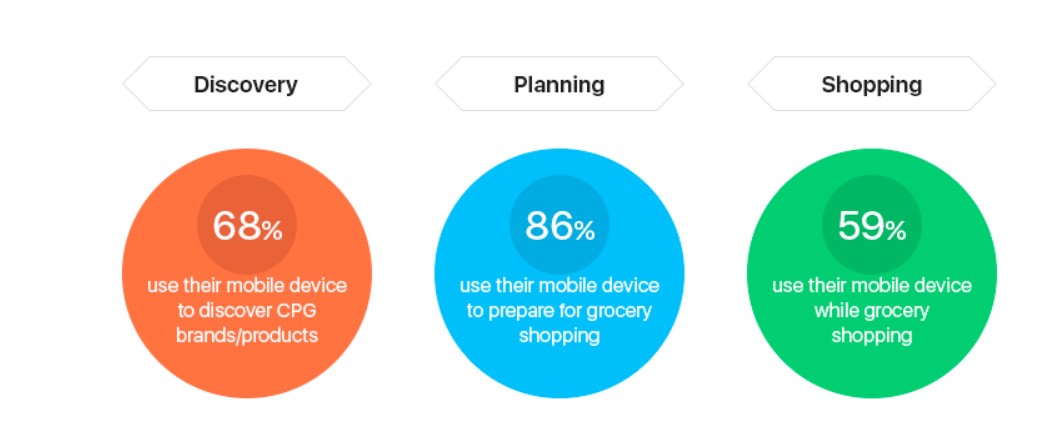 Discovery
Planning
Shopping
68%
use their mobile device
to discover CPG
brands/products
86%
use their mobile device
to prepare for grocery
shopping
59%
use their mobile device
while grocery
shopping